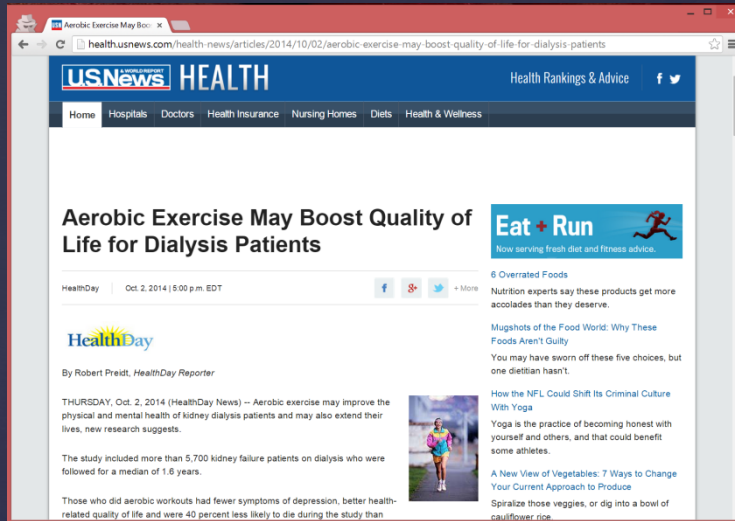 Aerobic Exercise May Boo
health.usnews.com/health-news/articles/2014/10/02/aerobic-exercise-may-boost-quality-of-life-for-dialysis-patients
U.S.News & WORLD REPORT HEALTH
Health Rankings & Advice
Home Hospitals Doctors Health Insurance Nursing Homes Diets Health & Wellness
Aerobic Exercise May Boost Quality of
Life for Dialysis Patients
HealthDay Oct. 2, 2014 | 5:00 p.m. EDT
+ More
HealthDay
By Robert Preidt, HealthDay Reporter
THURSDAY, Oct. 2, 2014 (HealthDay News) -- Aerobic exercise may improve the
physical and mental health of kidney dialysis patients and may also extend their
lives, new research suggests.
The study included more than 5,700 kidney failure patients on dialysis who were
followed for a median of 1.6 years.
Those who did aerobic workouts had fewer symptoms of depression, better health-
related quality of life and were 40 percent less likely to die during the study than
Eat + Run
Now serving fresh diet and fitness advice.
6 Overrated Foods
Nutrition experts say these products get more
accolades than they deserve.
Mugshots of the Food World: Why These
Foods Aren't Guilty
You may have sworn off these five choices, but
one dietitian hasn't.
How the NFL Could Shift Its Criminal Culture
With Yoga
Yoga is the practice of becoming honest with
yourself and others, and that could benefit
some athletes.
A New View of Vegetables: 7 Ways to Change
Your Current Approach to Produce
Spiralize those veggies, or dig into a bowl of
cauliflower rice.